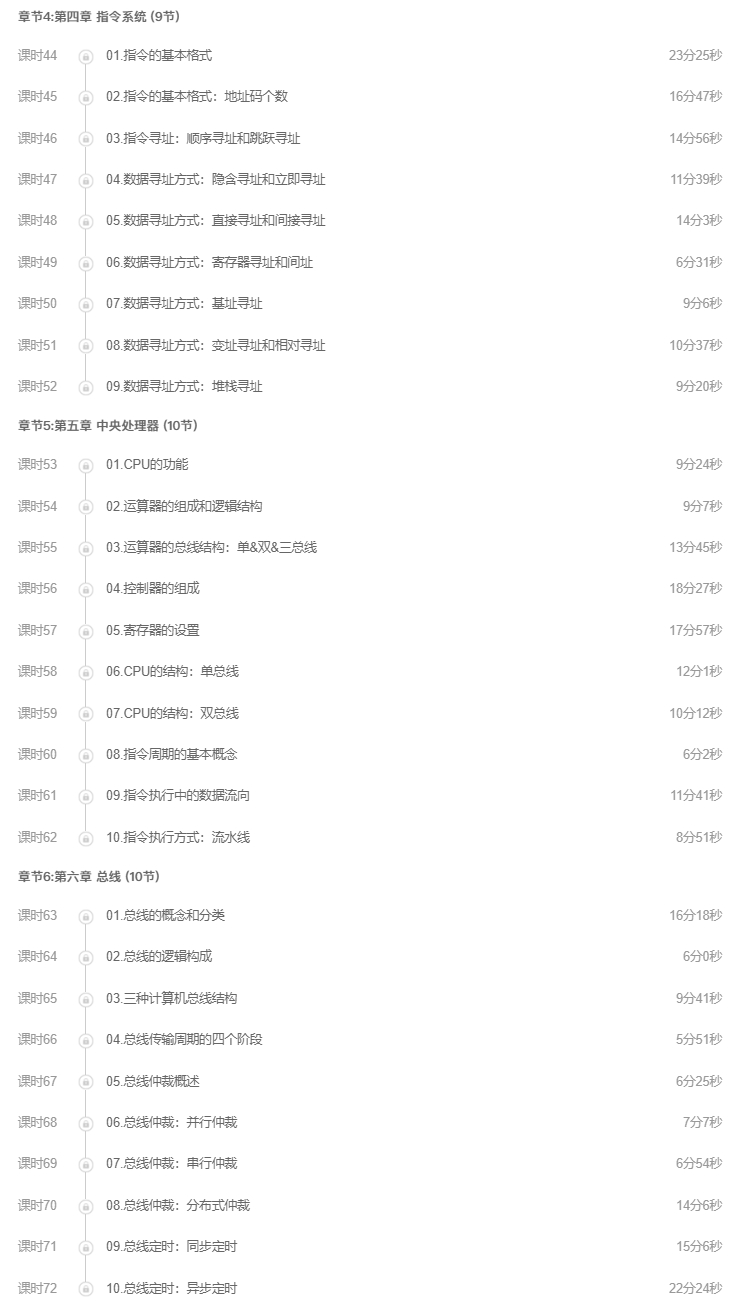 章节4:第四章 指令系统 (9节)
课时44 01.指令的基本格式 23分25秒
课时45 02.指令的基本格式：地址码个数 16分47秒
课时46 03.指令寻址：顺序寻址和跳跃寻址 14分56秒
课时47 04.数据寻址方式：隐含寻址和立即寻址 11分39秒
课时48 05.数据寻址方式：直接寻址和间接寻址 14分3秒
课时49 06.数据寻址方式：寄存器寻址和间址 6分31秒
课时50 07.数据寻址方式：基址寻址 9分6秒
课时51 08.数据寻址方式：变址寻址和相对寻址 10分37秒
课时52 09.数据寻址方式：堆栈寻址 9分20秒
章节5:第五章 中央处理器 (10节)
课时53 01.CPU的功能 9分24秒
课时54 02.运算器的组成和逻辑结构 9分7秒
课时55 03.运算器的总线结构：单&双&三总线 13分45秒
课时56 04.控制器的组成 18分27秒
课时57 05.寄存器的设置 17分57秒
课时58 06.CPU的结构：单总线 12分1秒
课时59 07.CPU的结构：双总线 10分12秒
课时60 08.指令周期的基本概念 6分2秒
课时61 09.指令执行中的数据流向 11分41秒
课时62 10.指令执行方式：流水线 8分51秒
章节6:第六章 总线 (10节)
课时63 01.总线的概念和分类 16分18秒
课时64 02.总线的逻辑构成 6分0秒
课时65 03.三种计算机总线结构 9分41秒
课时66 04.总线传输周期的四个阶段 5分51秒
课时67 05.总线仲裁概述 6分25秒
课时68 06.总线仲裁：并行仲裁 7分7秒
课时69 07.总线仲裁：串行仲裁 6分54秒
课时70 08.总线仲裁：分布式仲裁 14分6秒
课时71 09.总线定时：同步定时 15分6秒
课时72 10.总线定时：异步定时 22分24秒